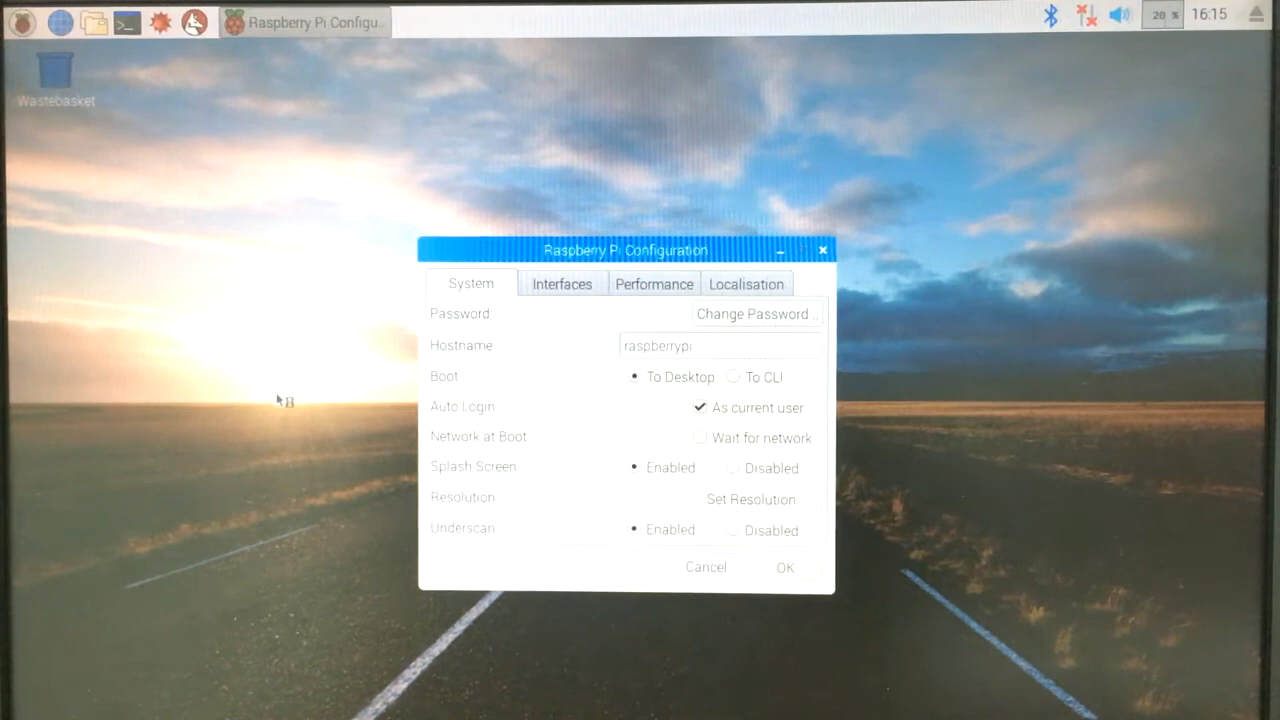 Raspberry Pi Configu..
20 %
16:15
Wastebasket
Raspberry Pi Configuration
System
Interfaces
Performance
Localisation
Password:
Change Password...
Hostname
raspberrypi
Boot
To Desktop
To CLI
Auto Login
As current user
Network at Boot
Wait for network
Splash Screen
Enabled
Disabled
Resolution
Set Resolution
Underscan
Enabled
Disabled
Cancel
OK